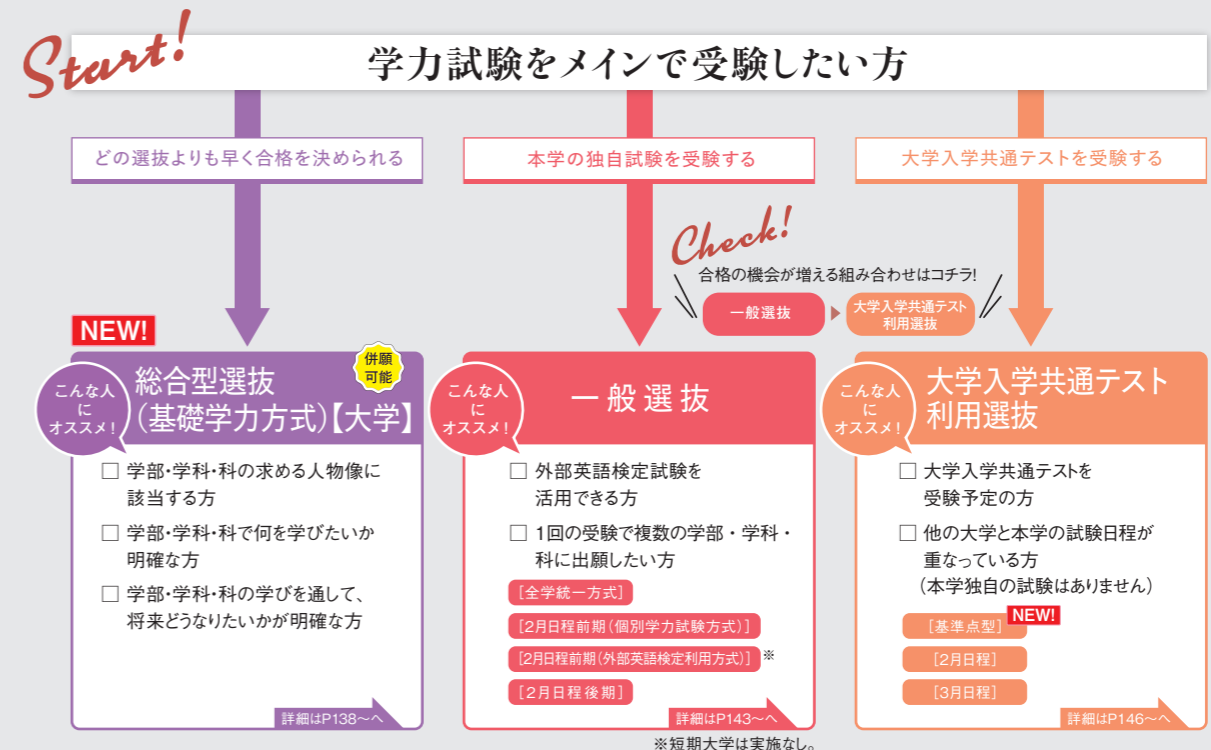 Start!
学力試験をメインで受験したい方
どの選抜よりも早く合格を決められる
本学の独自試験を受験する
大学入学共通テストを受験する
Check!
合格の機会が増える組み合わせはコチラ!
一般選抜
大学入学共通テスト
利用選抜
NEW!
こんな人
に
オススメ!
総合型選抜
(基礎学力方式)【大学】
併願
可能
□ 学部・学科・科の求める人物像に
該当する方
□ 学部・学科・科で何を学びたいか
明確な方
□ 学部・学科・科の学びを通して、
将来どうなりたいかが明確な方
詳細はP138〜へ
こんな人
に
オススメ!
一般選抜
□ 外部英語検定試験を
活用できる方
□ 1回の受験で複数の学部・学科・
科に出願したい方
[全学統一方式]
[2月日程前期(個別学力試験方式)]
[2月日程前期(外部英語検定利用方式)] ※
[2月日程後期]
詳細はP143〜へ
※短期大学は実施なし。
こんな人
に
オススメ!
大学入学共通テスト
利用選抜
□ 大学入学共通テストを
受験予定の方
□ 他の大学と本学の試験日程が
重なっている方
(本学独自の試験はありません)
NEW!
[基準点型]
[2月日程]
[3月日程]
詳細はP146〜へ